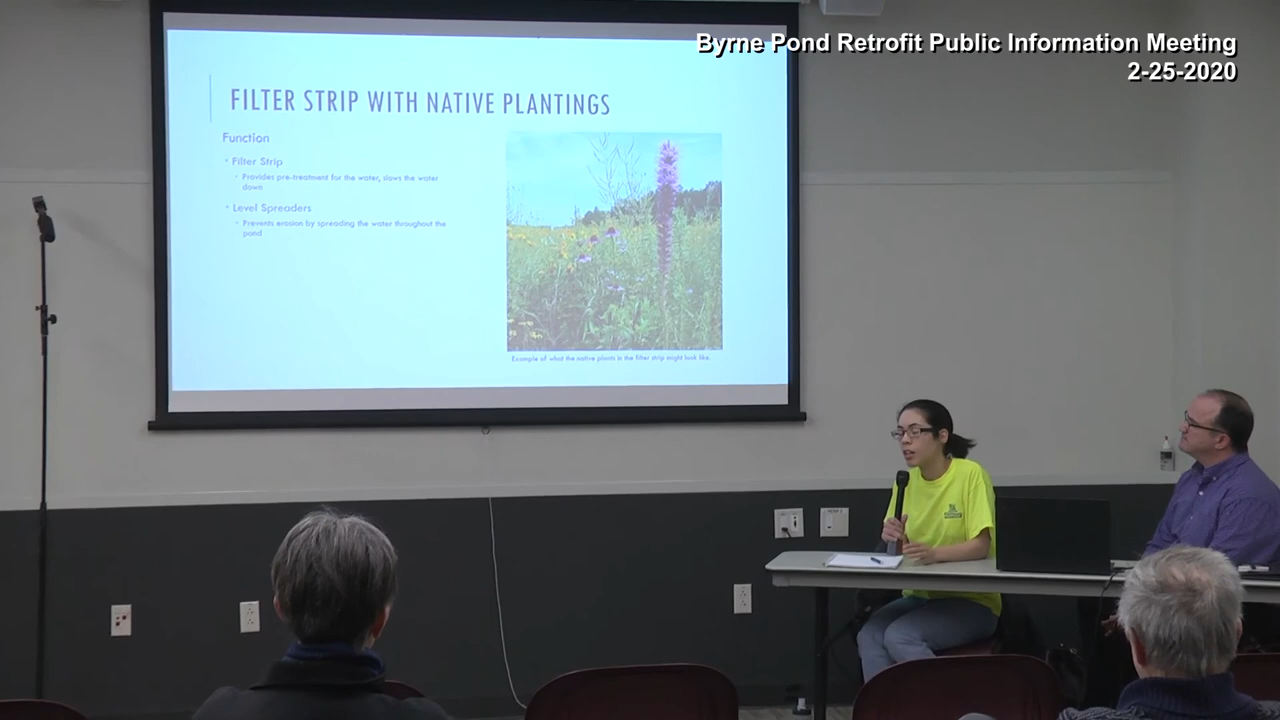 Byrne Pond Retrofit Public Information Meeting
2-25-2020
FILTER STRIP WITH NATIVE PLANTINGS
Function
Filter Strip
Provides pre-treatment for the water, slows the water
down
Level Spreaders
Prevents erosion by spreading the water throughout the
pond
Example of what the native plants in the filter strip might look like.